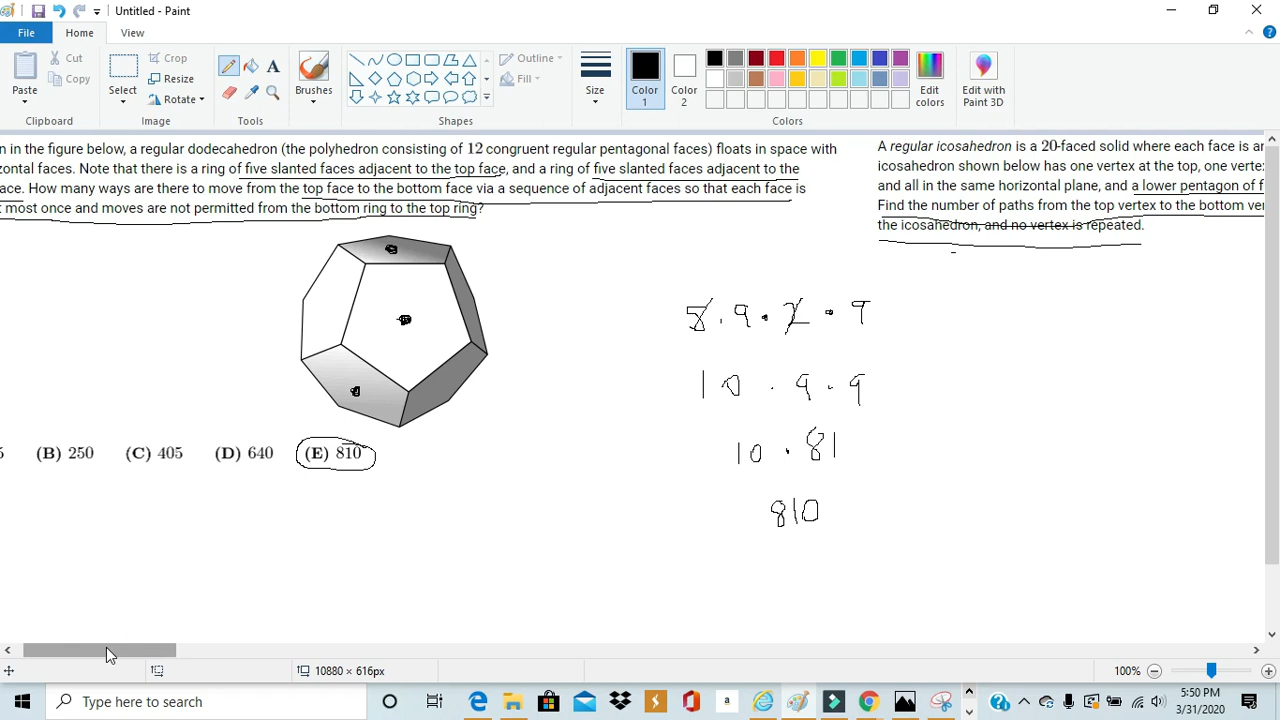 Untitled - Paint
File
Home
View
Paste
Cut
Copy
Clipboard
Select
Crop
Resize
Rotate
Image
A
Tools
Brushes
Outline
Fill
Shapes
Size
Color 1
Color 2
Edit colors
Edit with Paint 3D
Colors
n in the figure below, a regular dodecahedron (the polyhedron consisting of 12 congruent regular pentagonal faces) floats in space with
zontal faces. Note that there is a ring of five slanted faces adjacent to the top face, and a ring of five slanted faces adjacent to the
ace. How many ways are there to move from the top face to the bottom face via a sequence of adjacent faces so that each face is
t most once and moves are not permitted from the bottom ring to the top ring?
(B) 250 (C) 405 (D) 640 (E) 810
A regular icosahedron is a 20-faced solid where each face is an
icosahedron shown below has one vertex at the top, one vertex
and all in the same horizontal plane, and a lower pentagon of f
Find the number of paths from the top vertex to the bottom ver
the icosahedron, and no vertex is repeated.
5 . 9 . 2 . 9
10 . 9 . 9
10 . 81
810
10880 × 616px
100%
Type here to search
a
5:50 PM
3/31/2020